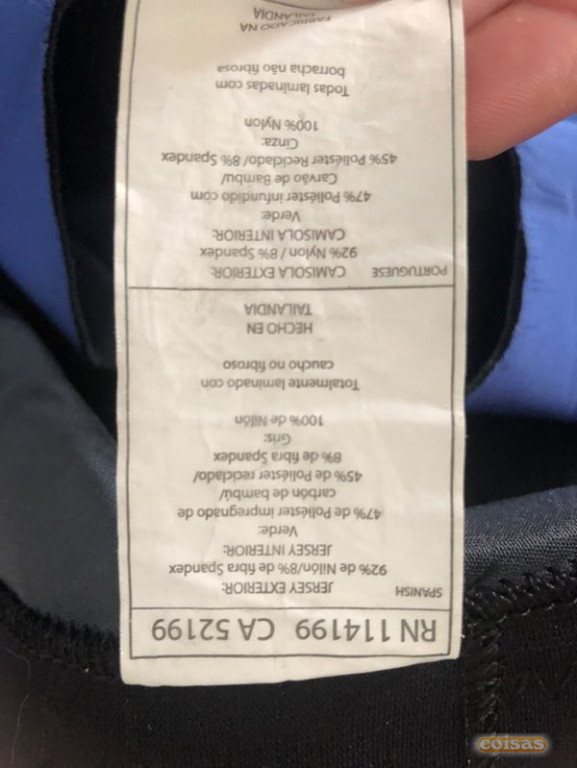 RN 114199 CA 52199
SPANISH JERSEY EXTERIOR:
92% de Nilón/8% de fibra Spandex
JERSEY INTERIOR:
Verde:
47% de Poliéster impregnado de
carbón de bambú/
45% de Poliéster reciclado/
8% de fibra Spandex
Gris:
100% de Nilón
Totalmente laminado con
caucho no fibroso
HECHO EN
TAILANDIA
PORTUGUESE CAMISOLA EXTERIOR:
92% Nylon / 8% Spandex
CAMISOLA INTERIOR:
Verde:
47% Poliéster infundido com
Carvão de Bambu/
45% Poliéster Reciclado/ 8% Spandex
Cinza:
100% Nylon
Todas laminadas com
borracha não fibrosa
FABRICADO NA
TAILANDIA
coisas